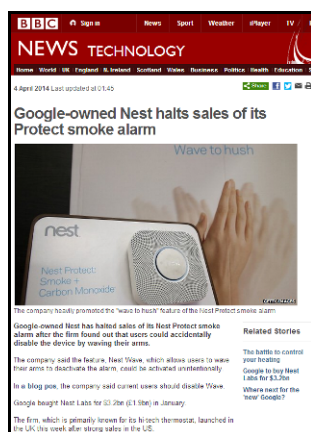 BBC Sign in News Sport Weather iPlayer TV
NEWS TECHNOLOGY
Home World UK England N. Ireland Scotland Wales Business Politics Health Education
4 April 2014 Last updated at 01:45
Share
Google-owned Nest halts sales of its
Protect smoke alarm
Wave to hush
nest
Nest Protect:
Smoke +
Carbon Monoxide
The company heavily promoted the "wave to hush" feature of the Nest Protect smoke alarm
Google-owned Nest has halted sales of its Nest Protect smoke
alarm after the firm found out that users could accidentally
disable the device by waving their arms.
The company said the feature, Nest Wave, which allows users to wave
their arms to deactivate the alarm, could be activated unintentionally.
In a blog pos, the company said current users should disable Wave.
Google bought Nest Labs for $3.2bn (£1.9bn) in January.
The firm, which is primarily known for its hi-tech thermostat, launched in
the UK this week after strong sales in the US.
Related Stories
The battle to control
your heating
Google to buy Nest
Labs for $3.2bn
Where next for the
'new' Google?